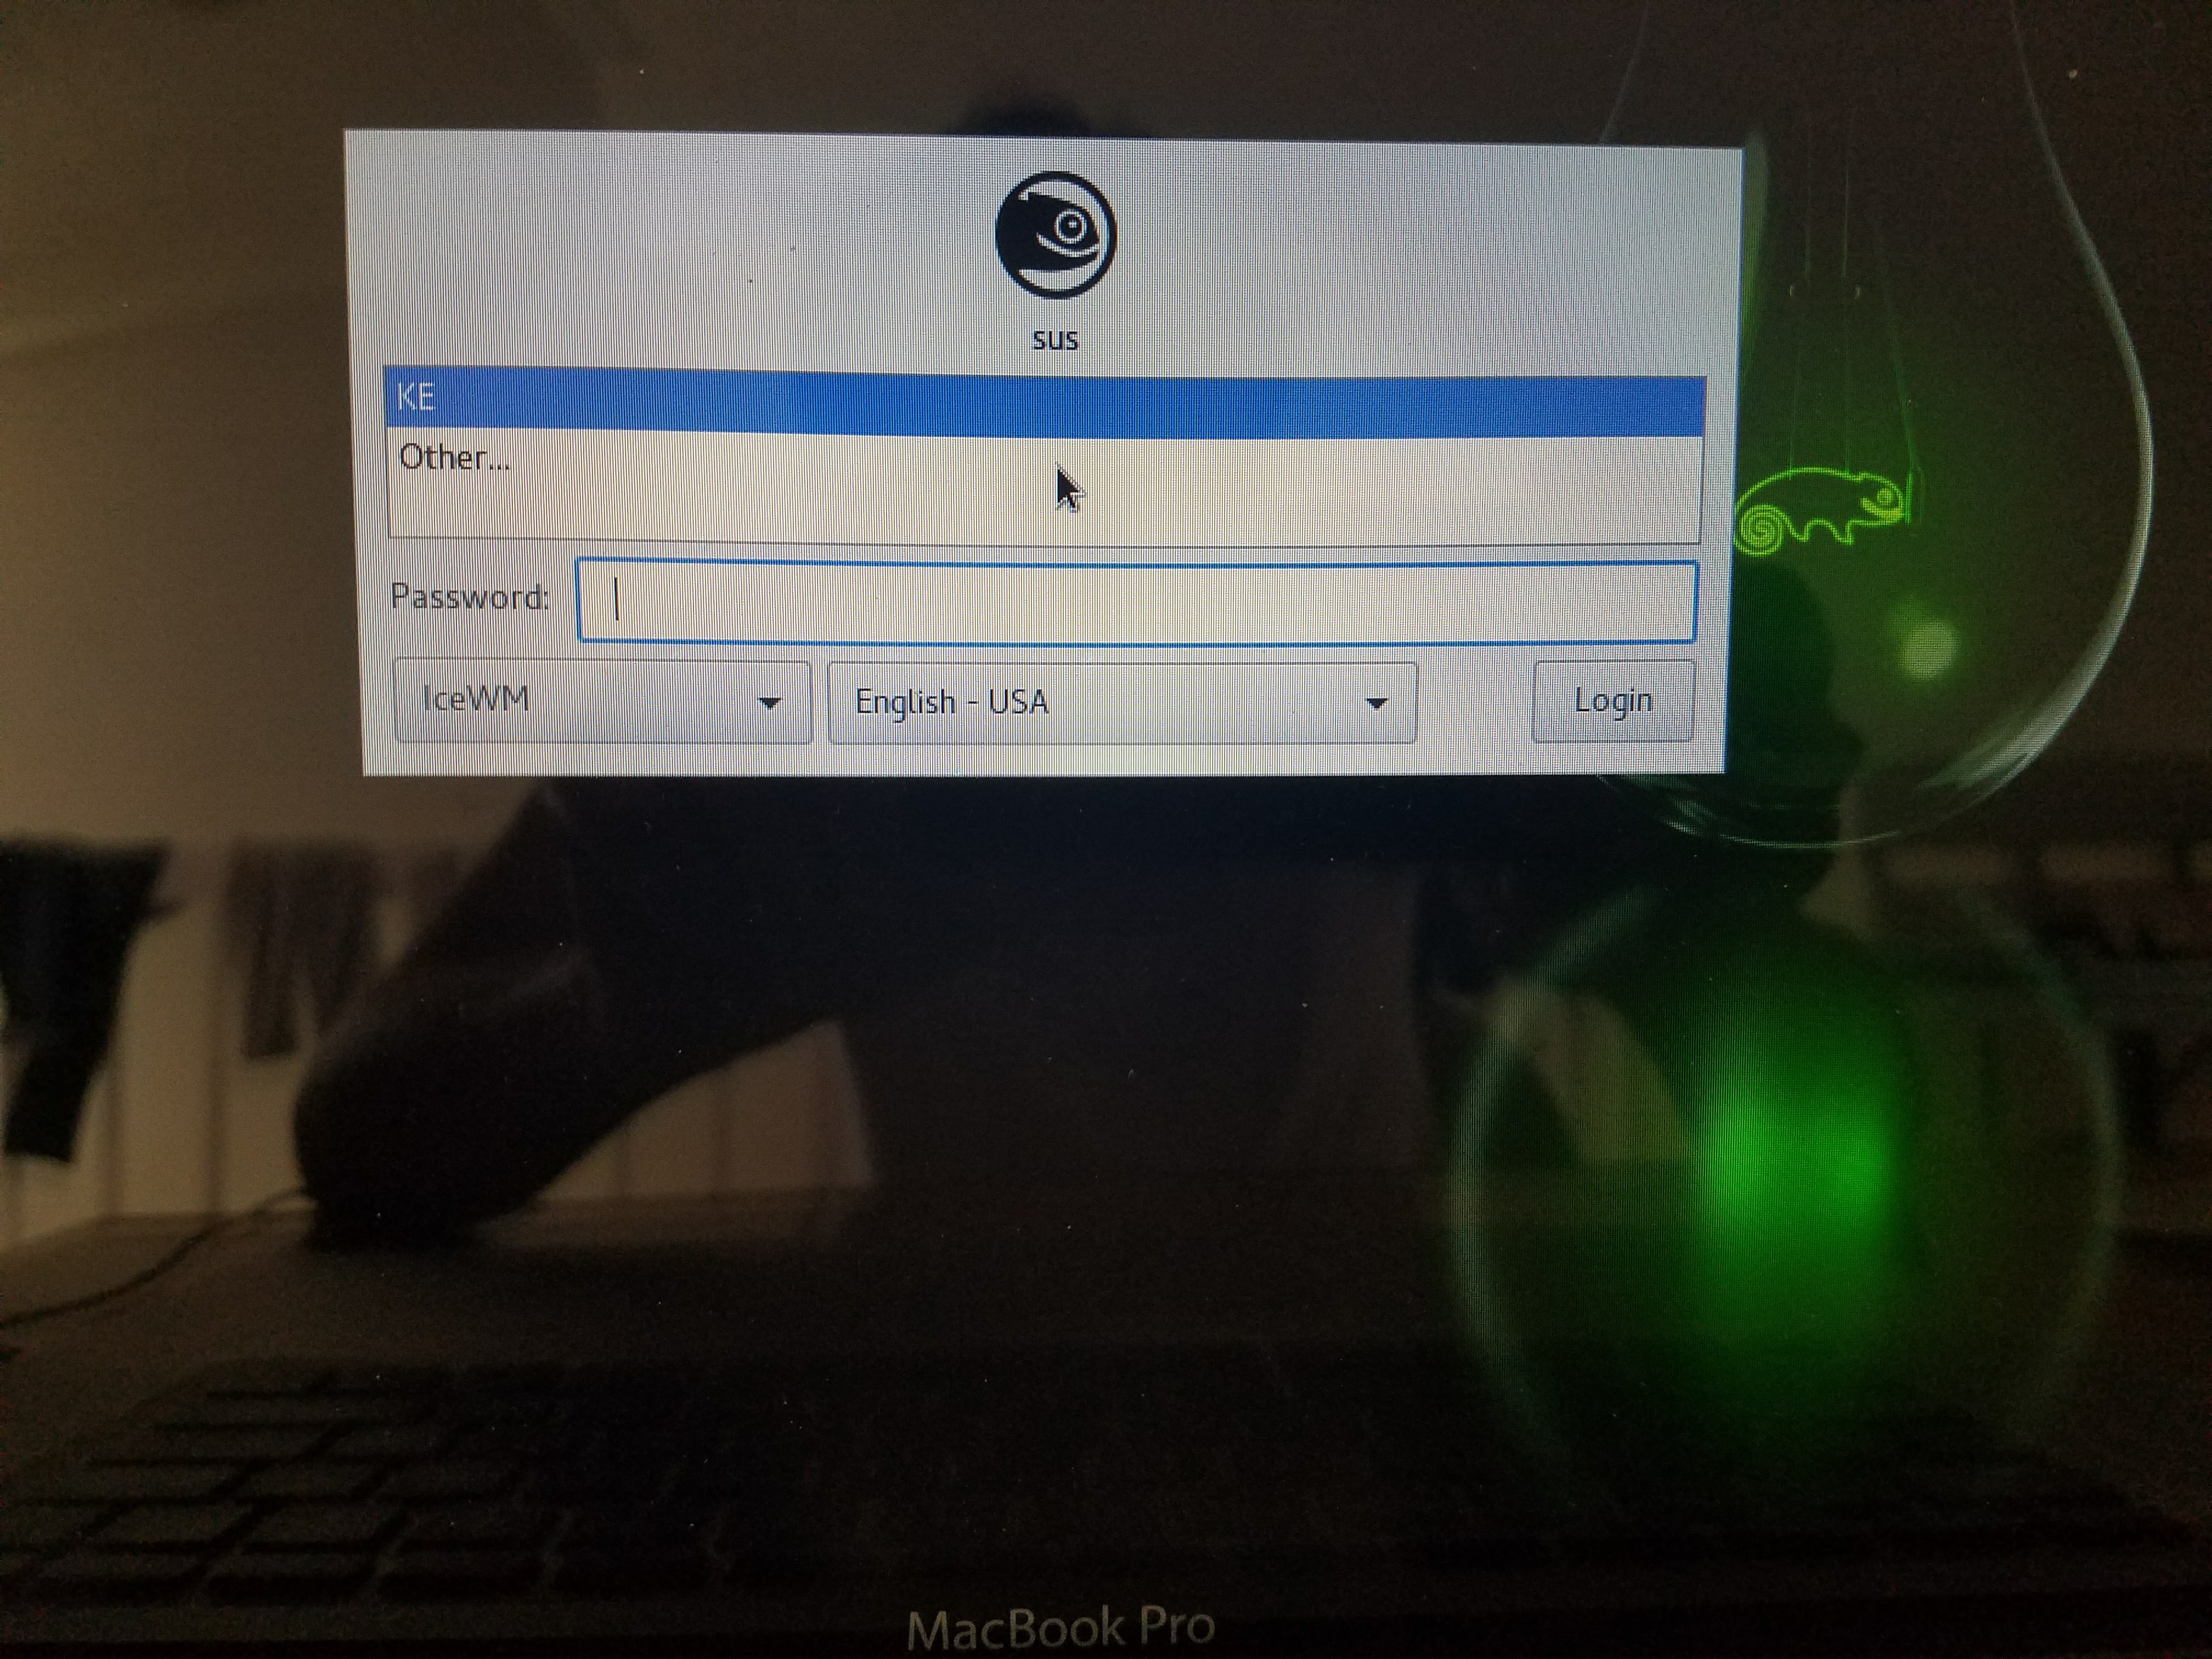 sus
KE
Other...
Password:
IceWM
English - USA
Login
MacBook Pro